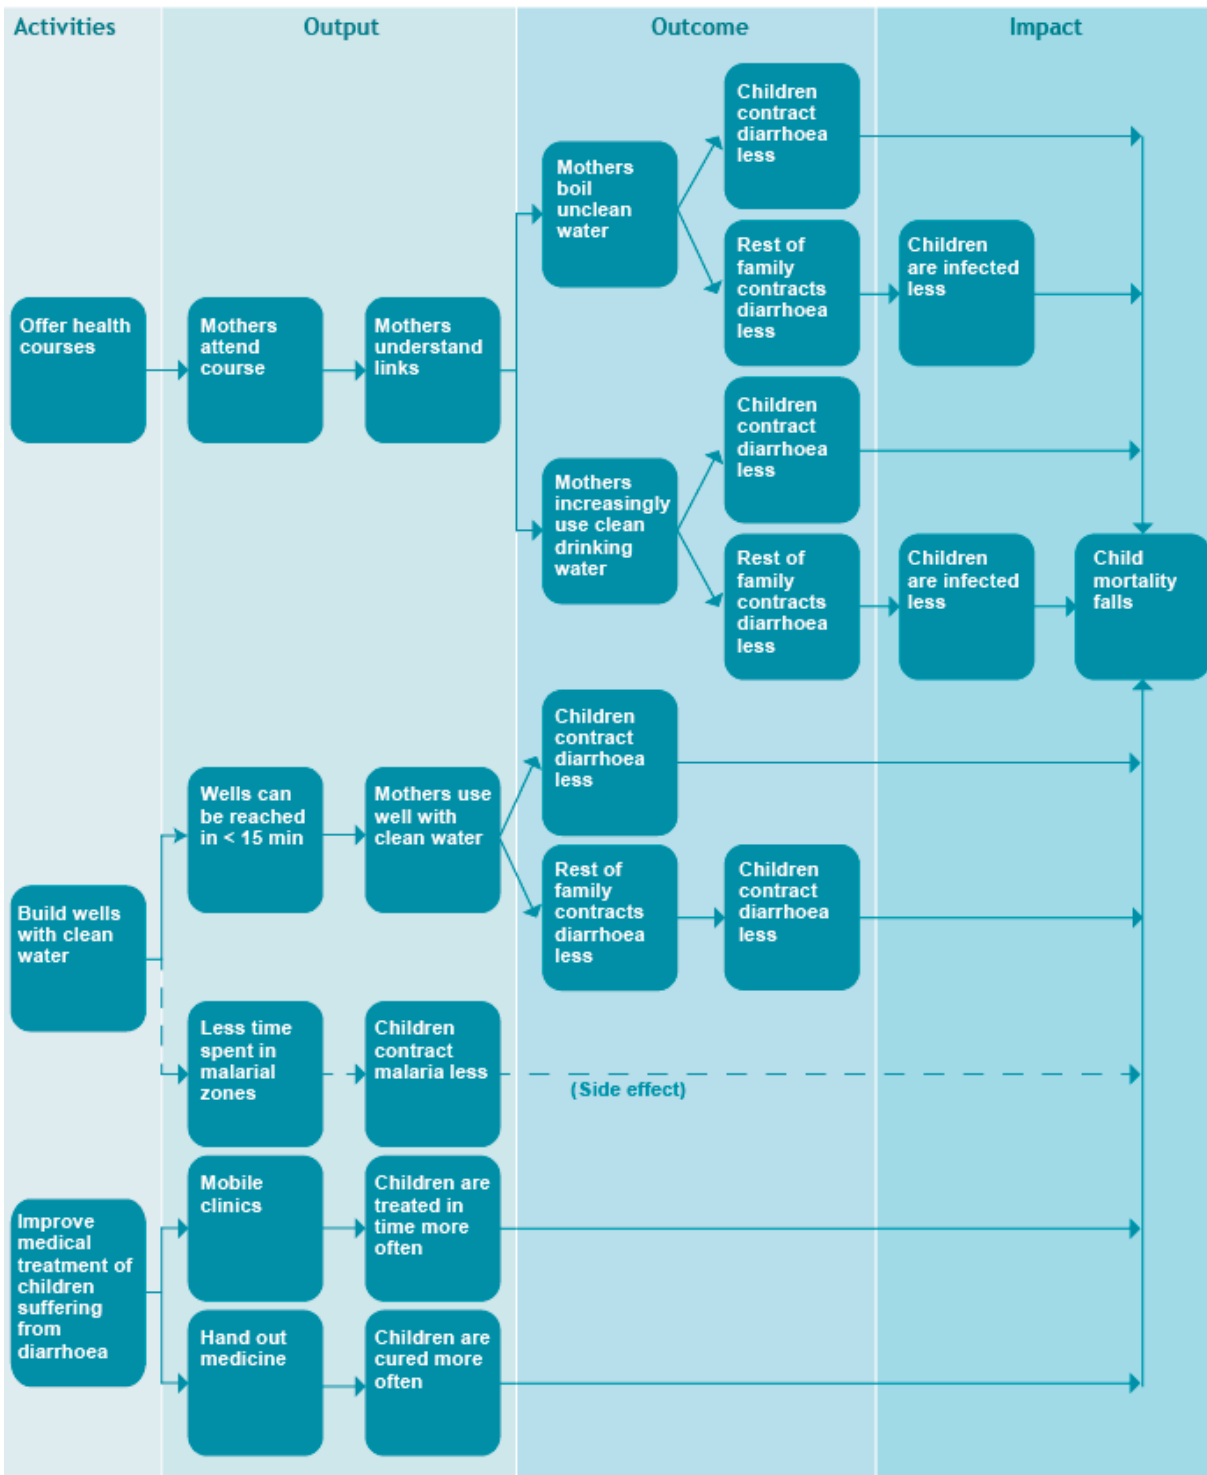 Activities
Output
Outcome
Impact
Children
contract
diarrhoea
less
Mothers
boil
unclean
water
Rest of
family
contracts
diarrhoea
less
Children
are infected
less
Offer health
courses
Mothers
attend
course
Mothers
understand
links
Children
contract
diarrhoea
less
Mothers
increasingly
use clean
drinking
water
Rest of
family
contracts
diarrhoea
less
Children
are infected
less
Child
mortality
falls
Children
contract
diarrhoea
less
Wells can
be reached
in < 15 min
Mothers use
well with
clean water
Rest of
family
contracts
diarrhoea
less
Children
contract
diarrhoea
less
Build wells
with clean
water
Less time
spent in
malarial
zones
Children
contract
malaria less
(Side effect)
Mobile
clinics
Children are
treated in
time more
often
Improve
medical
treatment of
children
suffering
from
diarrhoea
Hand out
medicine
Children are
cured more
often